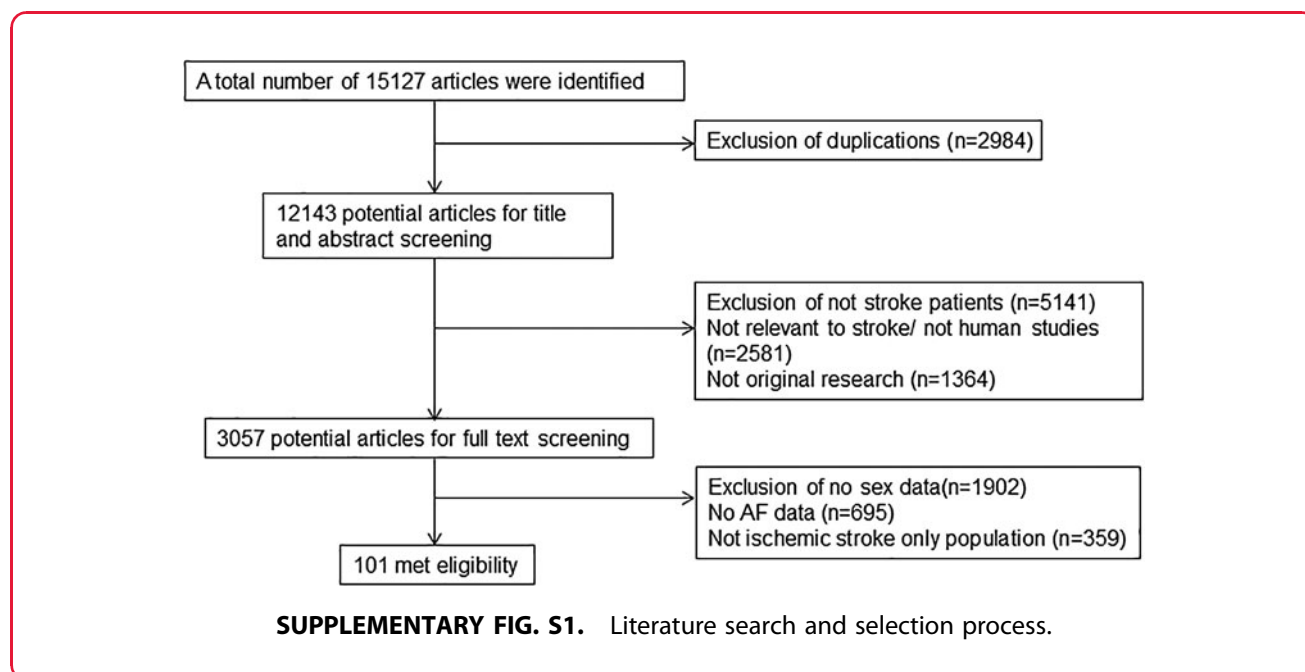 A total number of 15127 articles were identified
Exclusion of duplications (n=2984)
12143 potential articles for title
and abstract screening
Exclusion of not stroke patients (n=5141)
Not relevant to stroke/ not human studies
(n=2581)
Not original research (n=1364)
3057 potential articles for full text screening
Exclusion of no sex data(n=1902)
No AF data (n=695)
Not ischemic stroke only population (n=359)
101 met eligibility
SUPPLEMENTARY FIG. S1. Literature search and selection process.